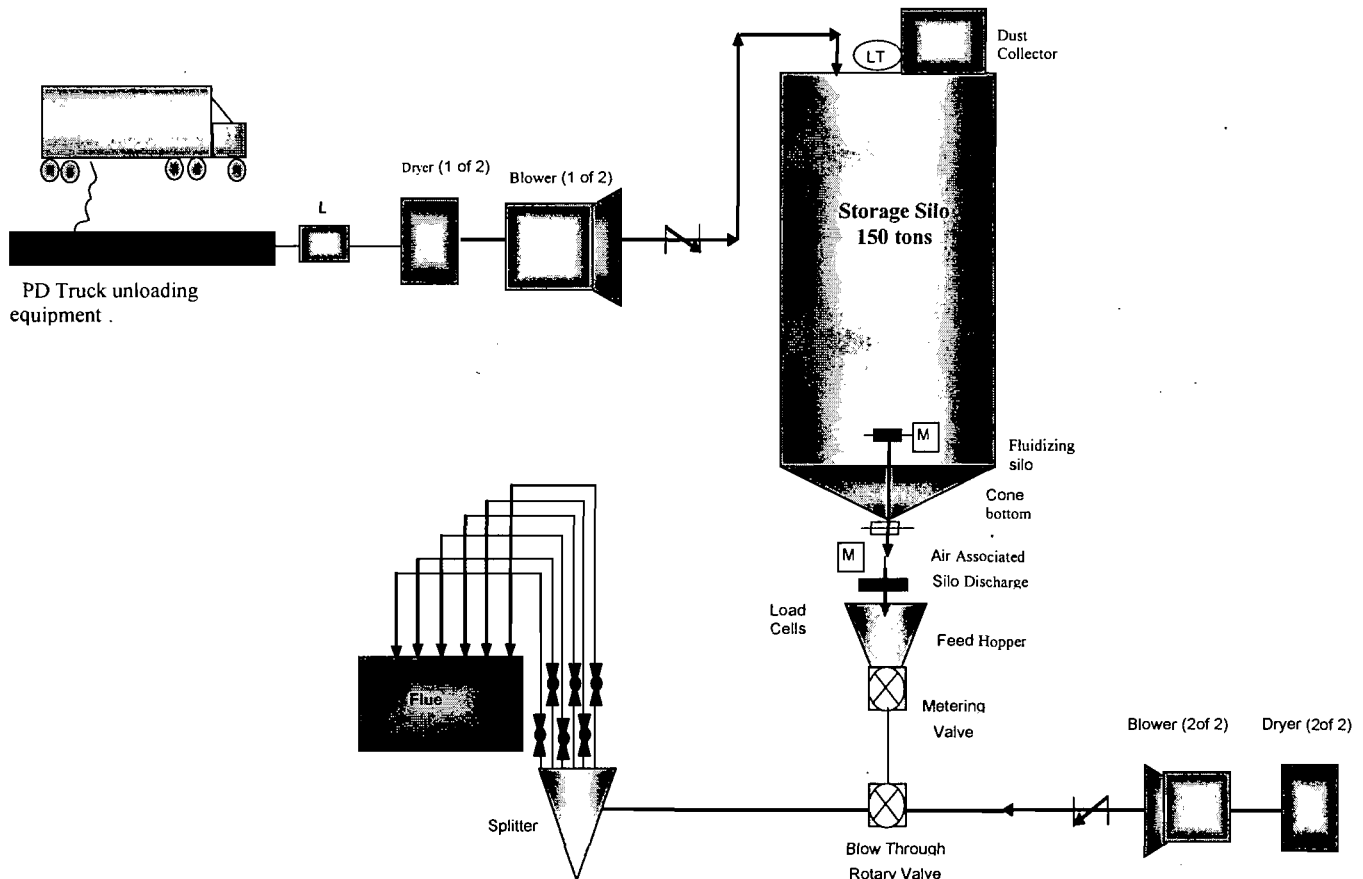 Dust
Collector
LT
Dryer (1 of 2)
Blower (1 of 2)
L
Storage Silo
150 tons
PD Truck unloading
equipment .
M
Fluidizing
silo
Cone
bottom
M
Air Associated
Silo Discharge
Load
Cells
Feed Hopper
Flue
Metering
Valve
Blower (2of 2)
Dryer (2of 2)
Splitter
Blow Through
Rotary Valve